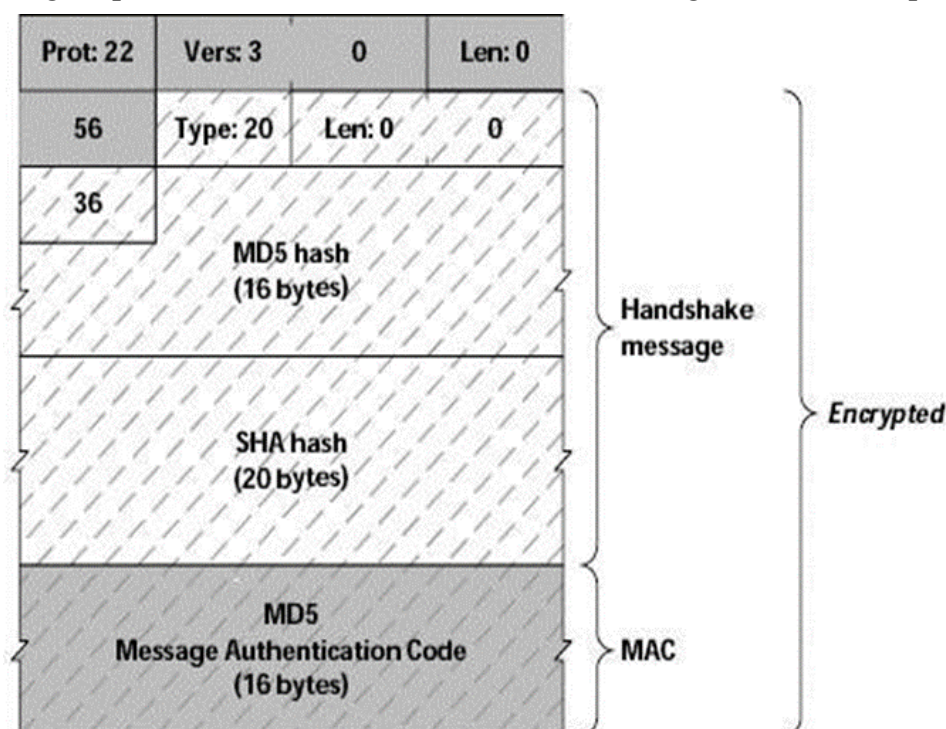 Prot: 22 Vers: 3 0 Len: 0
56 Type: 20 Len: 0 0
36
MD5 hash
(16 bytes)
Handshake
message
Encrypted
SHA hash
(20 bytes)
MD5
Message Authentication Code
(16 bytes)
MAC